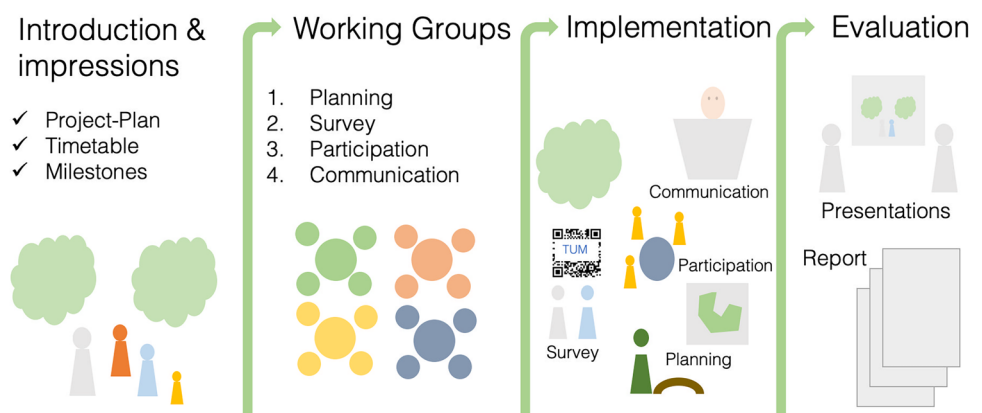 Introduction &
impressions
✓ Project-Plan
✓ Timetable
✓ Milestones
Working Groups
1. Planning
2. Survey
3. Participation
4. Communication
Implementation
Communication
TUM
Participation
Survey
Planning
Evaluation
Presentations
Report